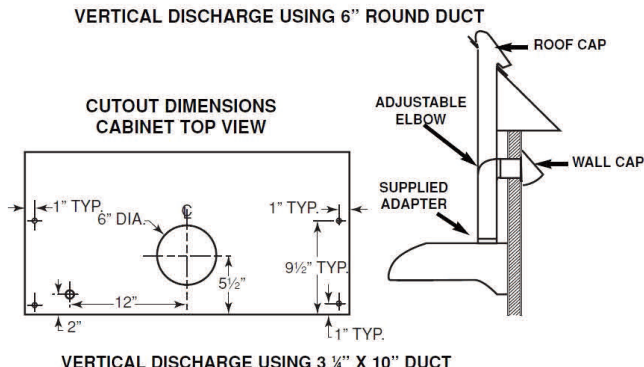 VERTICAL DISCHARGE USING 6” ROUND DUCT
ROOF CAP
CUTOUT DIMENSIONS
CABINET TOP VIEW
ADJUSTABLE
ELBOW
WALL CAP
SUPPLIED
ADAPTER
1” TYP.
6” DIA.
℄
1” TYP.
9½” TYP.
5½”
12”
2”
1” TYP.
VERTICAL DISCHARGE USING 3 ¼” X 10” DUCT